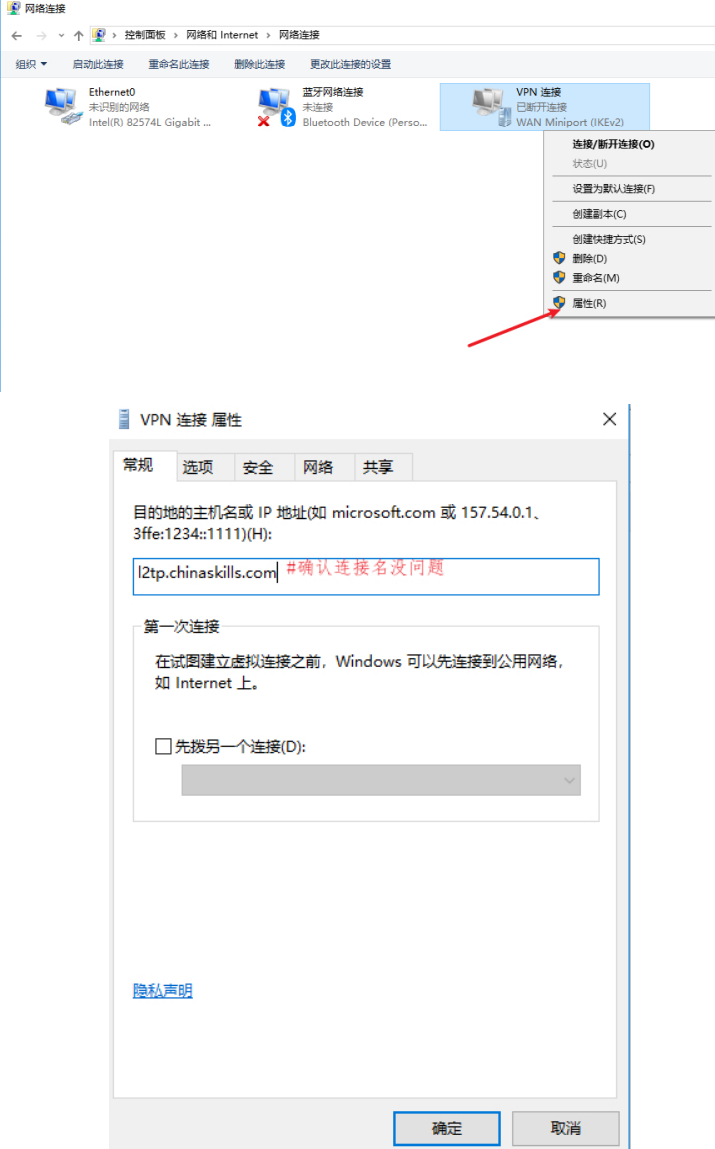 网络连接
控制面板 › 网络和 Internet › 网络连接
组织 启动此连接 重命名此连接 删除此连接 更改此连接的设置
Ethernet0
未识别的网络
Intel(R) 82574L Gigabit ...
蓝牙网络连接
未连接
Bluetooth Device (Perso...
VPN 连接
已断开连接
WAN Miniport (IKEv2)
连接/断开连接(O)
状态(U)
设置为默认连接(F)
创建副本(C)
创建快捷方式(S)
删除(D)
重命名(M)
属性(R)
VPN 连接 属性
常规 选项 安全 网络 共享
目的地的主机名或 IP 地址(如 microsoft.com 或 157.54.0.1、
3ffe:1234::1111)(H):
l2tp.chinaskills.com #确认连接名没问题
第一次连接
在试图建立虚拟连接之前，Windows 可以先连接到公用网络，
如 Internet 上。
先拨另一个连接(D):
隐私声明
确定 取消